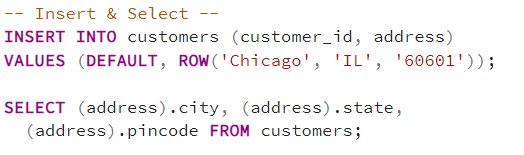 -- Insert & Select --
INSERT INTO customers (customer_id, address)
VALUES (DEFAULT, ROW('Chicago', 'IL', '60601'));
SELECT (address).city, (address).state,
(address).pincode FROM customers;